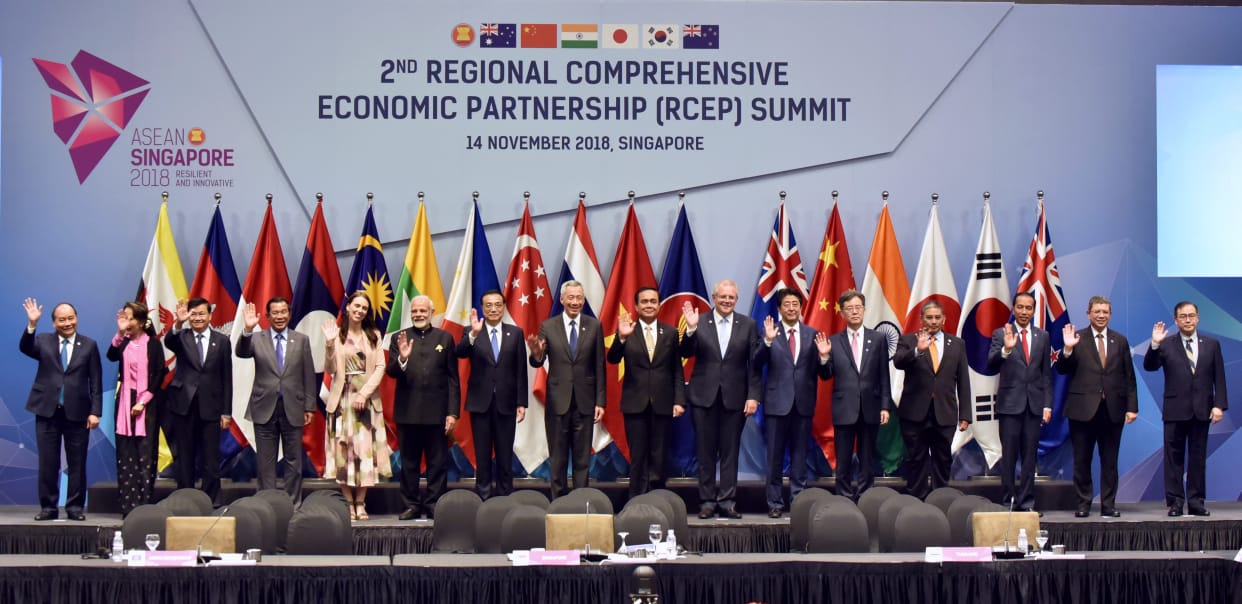 2ND REGIONAL COMPREHENSIVE
ECONOMIC PARTNERSHIP (RCEP) SUMMIT
14 NOVEMBER 2018, SINGAPORE
ASEAN
SINGAPORE
2018 RESILIENT
AND INNOVATIVE